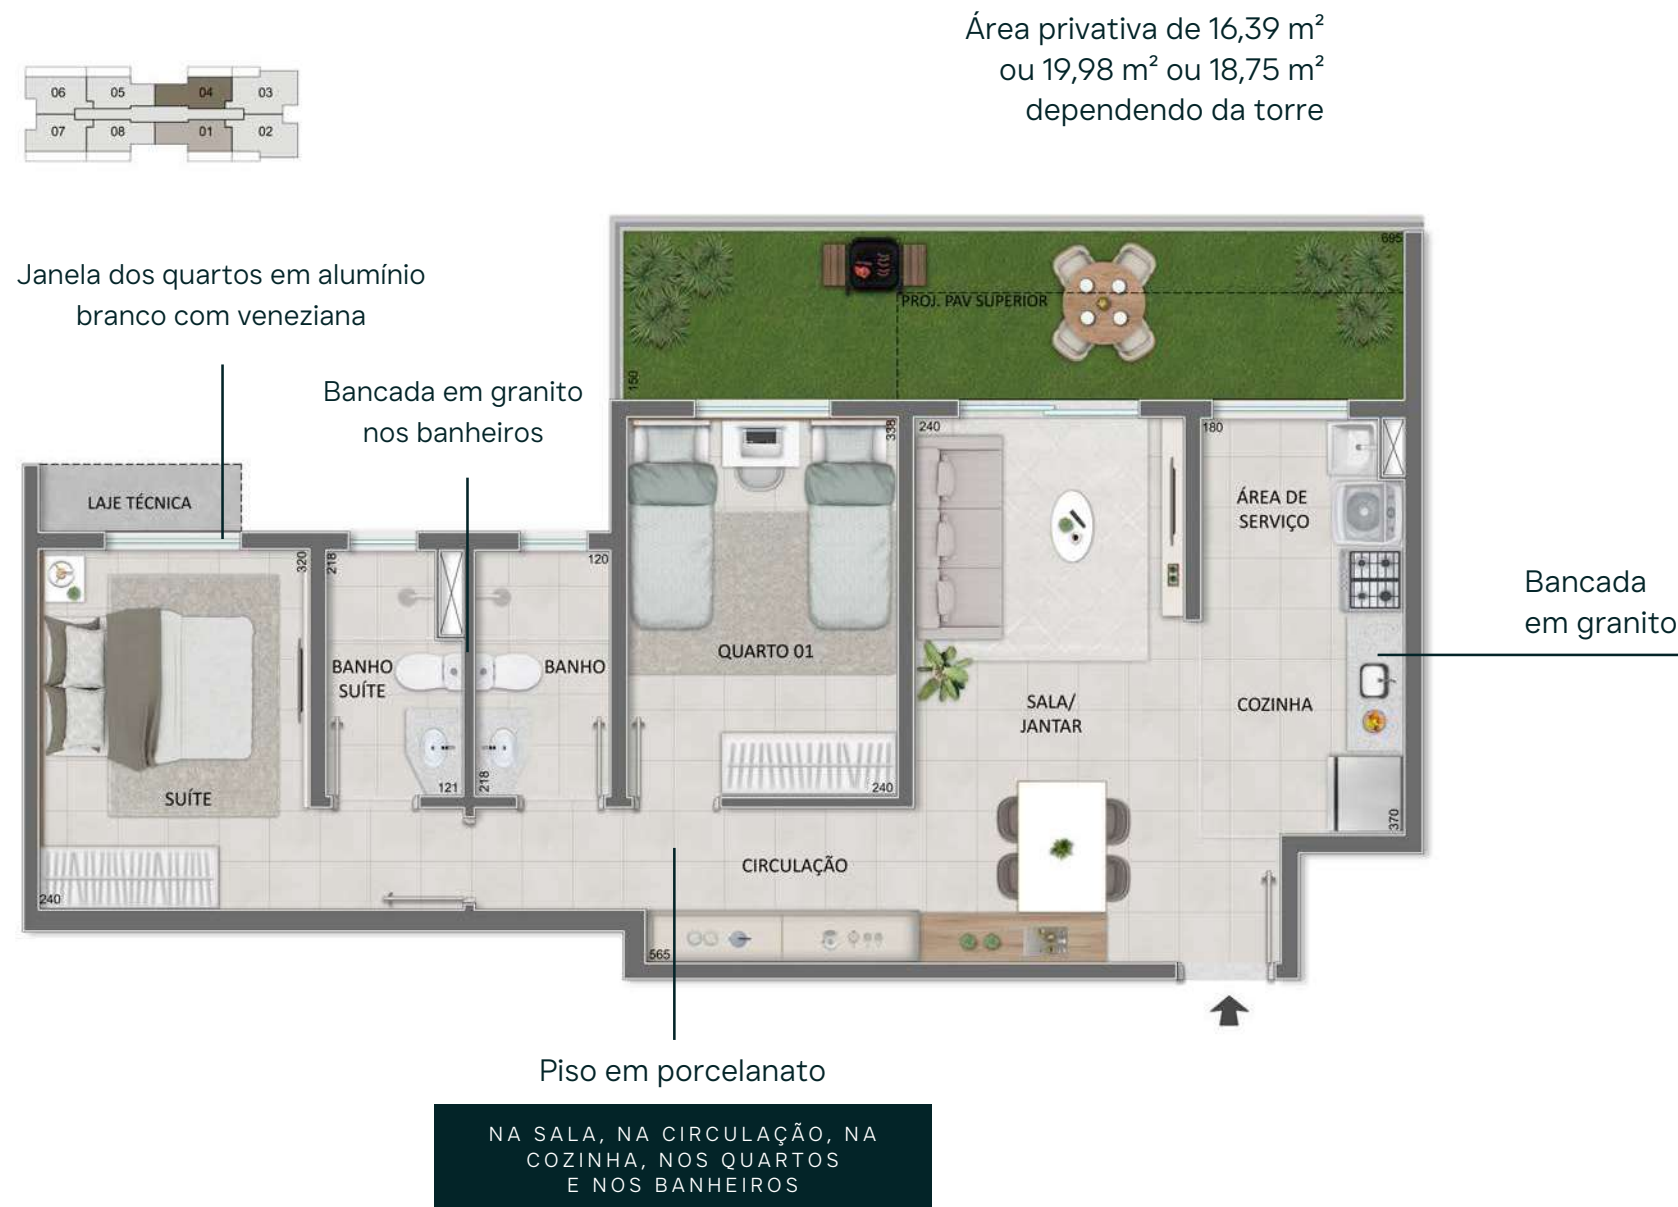 Área privativa de 16,39 m²
ou 19,98 m² ou 18,75 m²
dependendo da torre
06 05 04 03
07 08 01 02
Janela dos quartos em alumínio
branco com veneziana
Bancada em granito
nos banheiros
695
PROJ. PAV SUPERIOR
150
LAJE TÉCNICA
240
180
338
ÁREA DE
SERVIÇO
320
218
120
Bancada
em granito
BANHO
SUÍTE
BANHO
QUARTO 01
SALA/
JANTAR
COZINHA
SUÍTE
121
218
240
370
CIRCULAÇÃO
240
565
Piso em porcelanato
NA SALA, NA CIRCULAÇÃO, NA
COZINHA, NOS QUARTOS
E NOS BANHEIROS